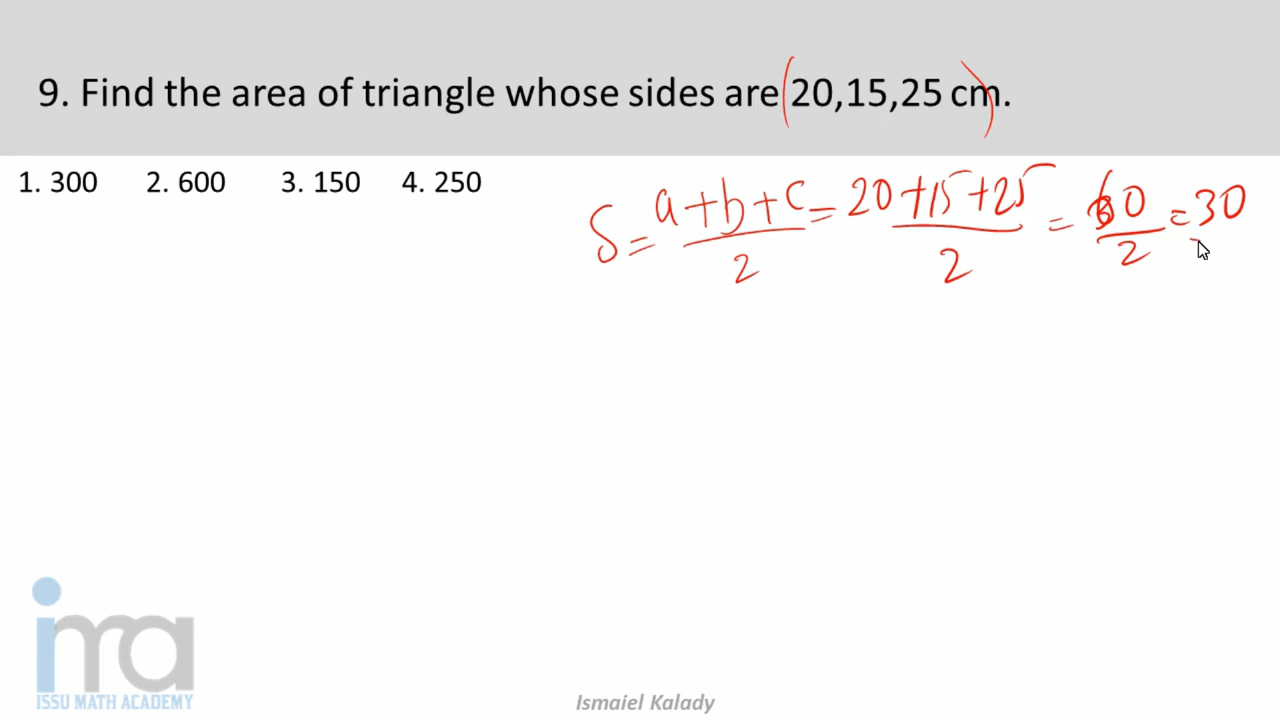 9. Find the area of triangle whose sides are (20,15,25 cm).
1. 300 2. 600 3. 150 4. 250
S = a+b+c/2 = 20+15+25/2 = 60/2 = 30
ima
ISSU MATH ACADEMY
Ismaiel Kalady